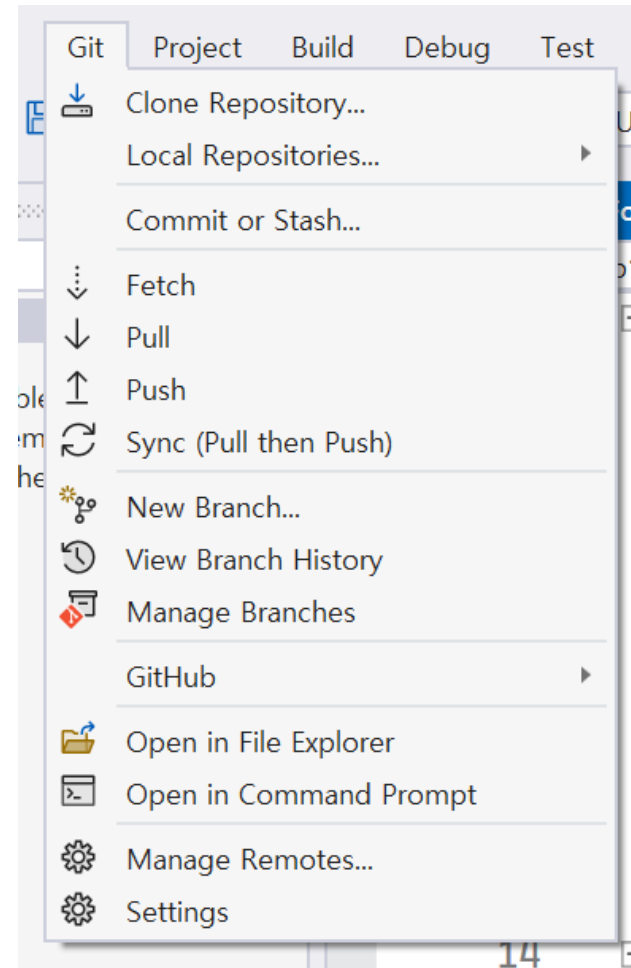 Git Project Build Debug Test
Clone Repository...
Local Repositories...
Commit or Stash...
Fetch
Pull
Push
Sync (Pull then Push)
New Branch...
View Branch History
Manage Branches
GitHub
Open in File Explorer
Open in Command Prompt
Manage Remotes...
Settings
14